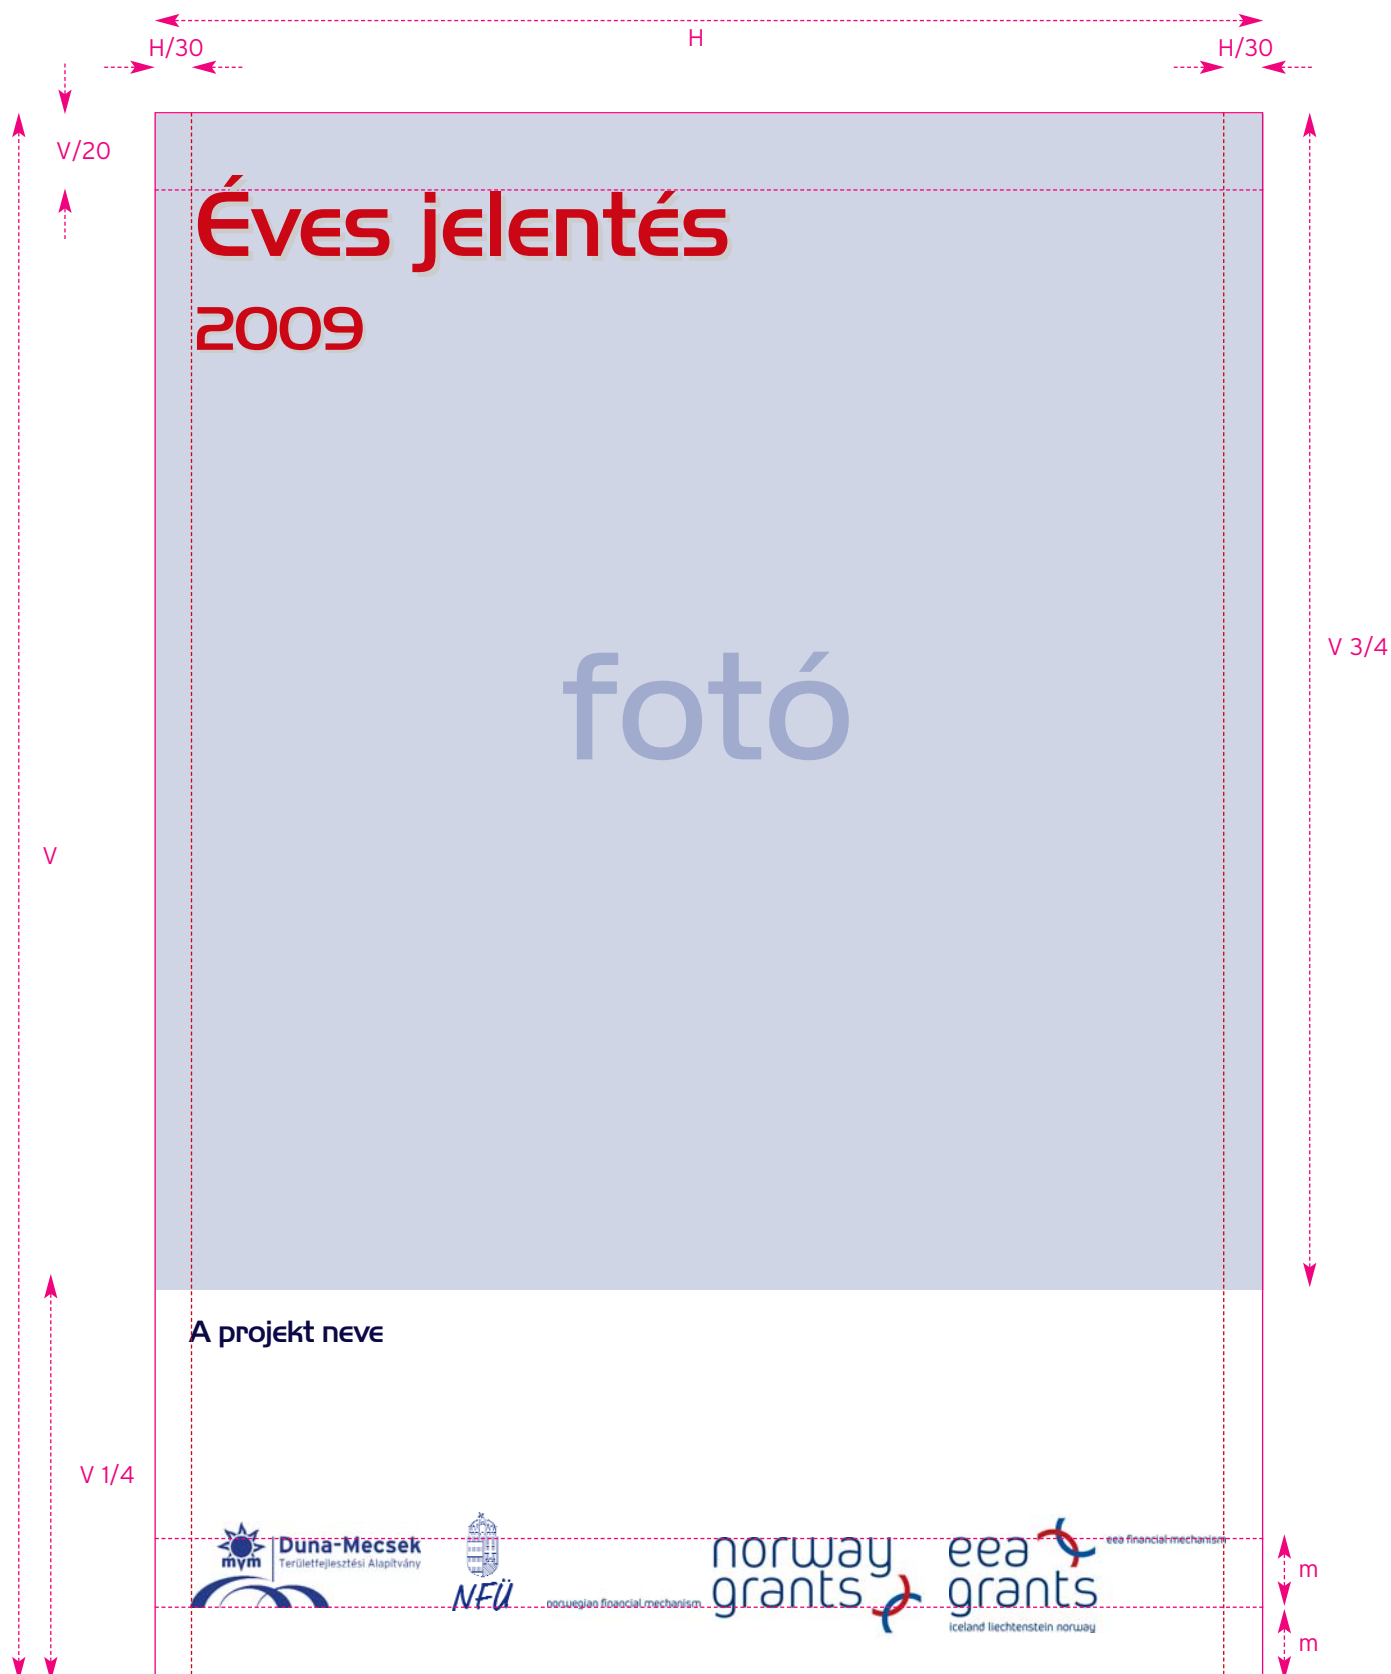 H
H/30
H/30
V/20
Éves jelentés
2009
fotó
V 3/4
V
A projekt neve
V 1/4
mvm
Duna-Mecsek
Területfejlesztési Alapítvány
NFÜ
norwegian financial mechanism
norway
grants
eea
grants
iceland liechtenstein norway
eea financial mechanism
m
m